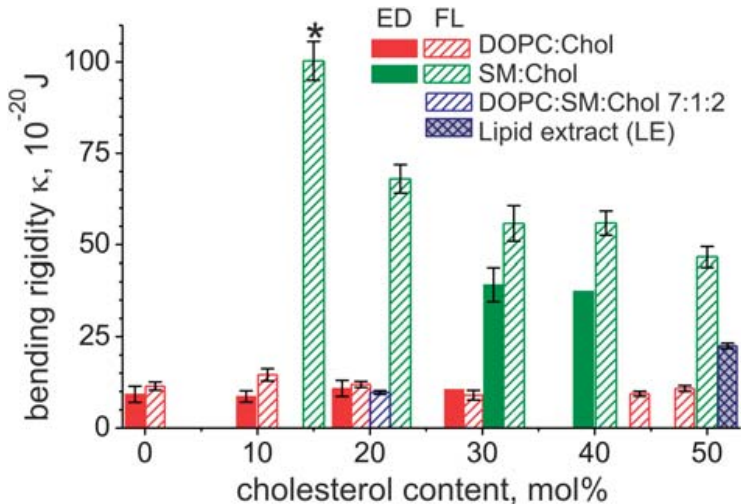 ED FL
DOPC:Chol
SM:Chol
DOPC:SM:Chol 7:1:2
Lipid extract (LE)
*
bending rigidity κ, 10⁻²⁰ J
100
75
50
25
0
0 10 20 30 40 50
cholesterol content, mol%